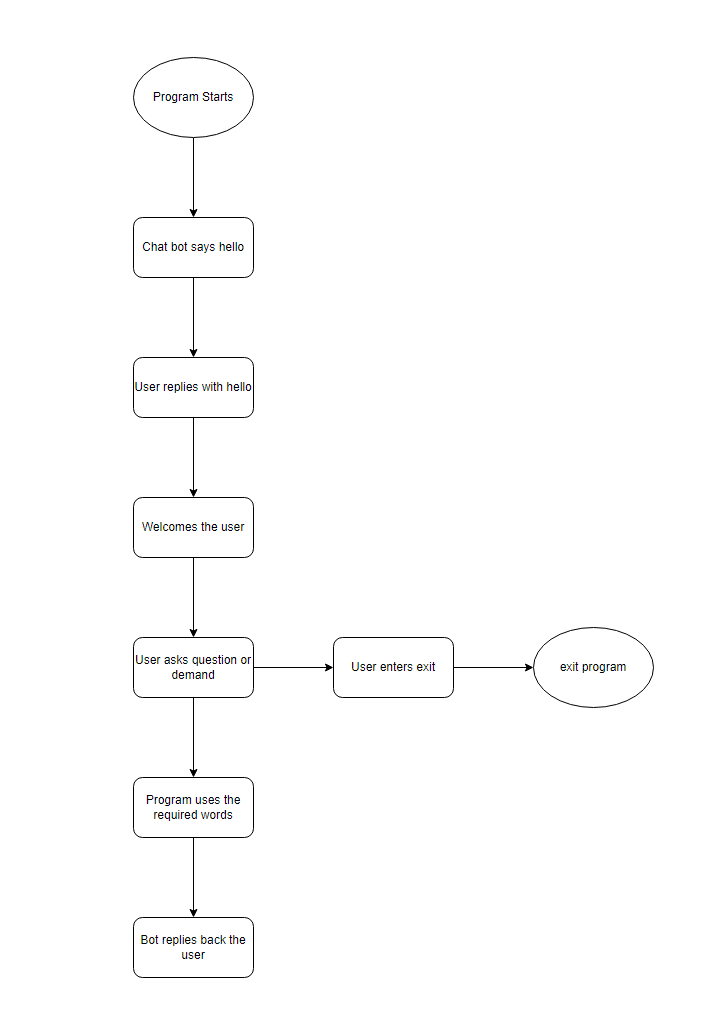 Program Starts
Chat bot says hello
User replies with hello
Welcomes the user
User asks question or
demand
User enters exit
exit program
Program uses the
required words
Bot replies back the
user